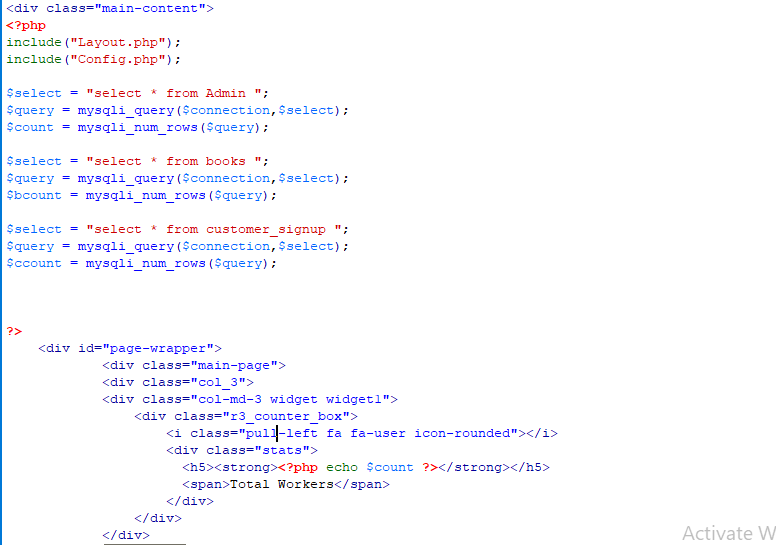 <div class="main-content">
<?php
include("Layout.php");
include("Config.php");
$select = "select * from Admin ";
$query = mysqli_query($connection,$select);
$count = mysqli_num_rows($query);
$select = "select * from books ";
$query = mysqli_query($connection,$select);
$bcount = mysqli_num_rows($query);
$select = "select * from customer_signup ";
$query = mysqli_query($connection,$select);
$ccount = mysqli_num_rows($query);
?>
<div id="page-wrapper">
<div class="main-page">
<div class="col_3">
<div class="col-md-3 widget widget1">
<div class="r3_counter_box">
<i class="pull-left fa fa-user icon-rounded"></i>
<div class="stats">
<h5><strong><?php echo $count ?></strong></h5>
<span>Total Workers</span>
</div>
</div>
</div>
Activate W